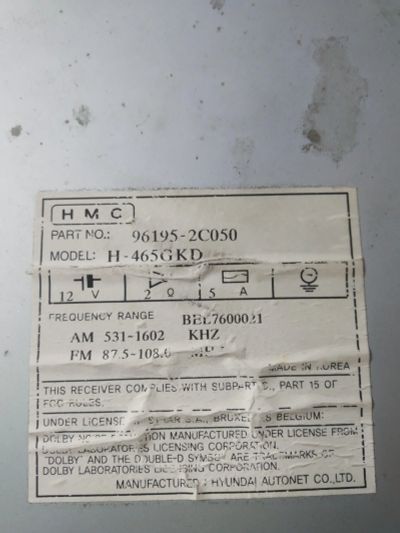 HMC
PART NO.: 96195-2C050
MODEL: H-465GKD
12 V 2 Ω 5 A
FREQUENCY RANGE BEL7600021
AM 531-1602 KHZ
FM 87.5-108.0
MADE IN KOREA
THIS RECEIVER COMPLIES WITH SUBPART C., PART 15 OF
FCC RULES.
UNDER LICENSE BRUXELLES BELGIUM:
DOLBY MANUFACTURED UNDER LICENSE FROM
DOLBY LABORATORIES LICENSING CORPORATION.
"DOLBY" AND THE DOUBLE-D SYMBOL ARE TRADEMARKS OF
DOLBY LABORATORIES LICENSING CORPORATION.
MANUFACTURED: HYUNDAI AUTONET CO.,LTD.